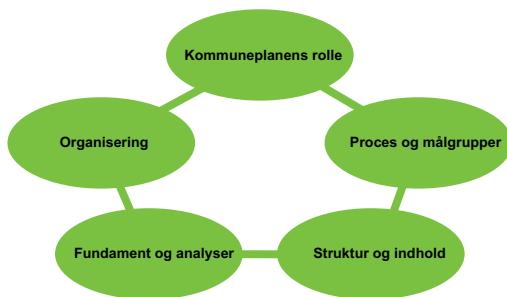 Kommuneplanens rolle
Organisering
Proces og målgrupper
Fundament og analyser
Struktur og indhold